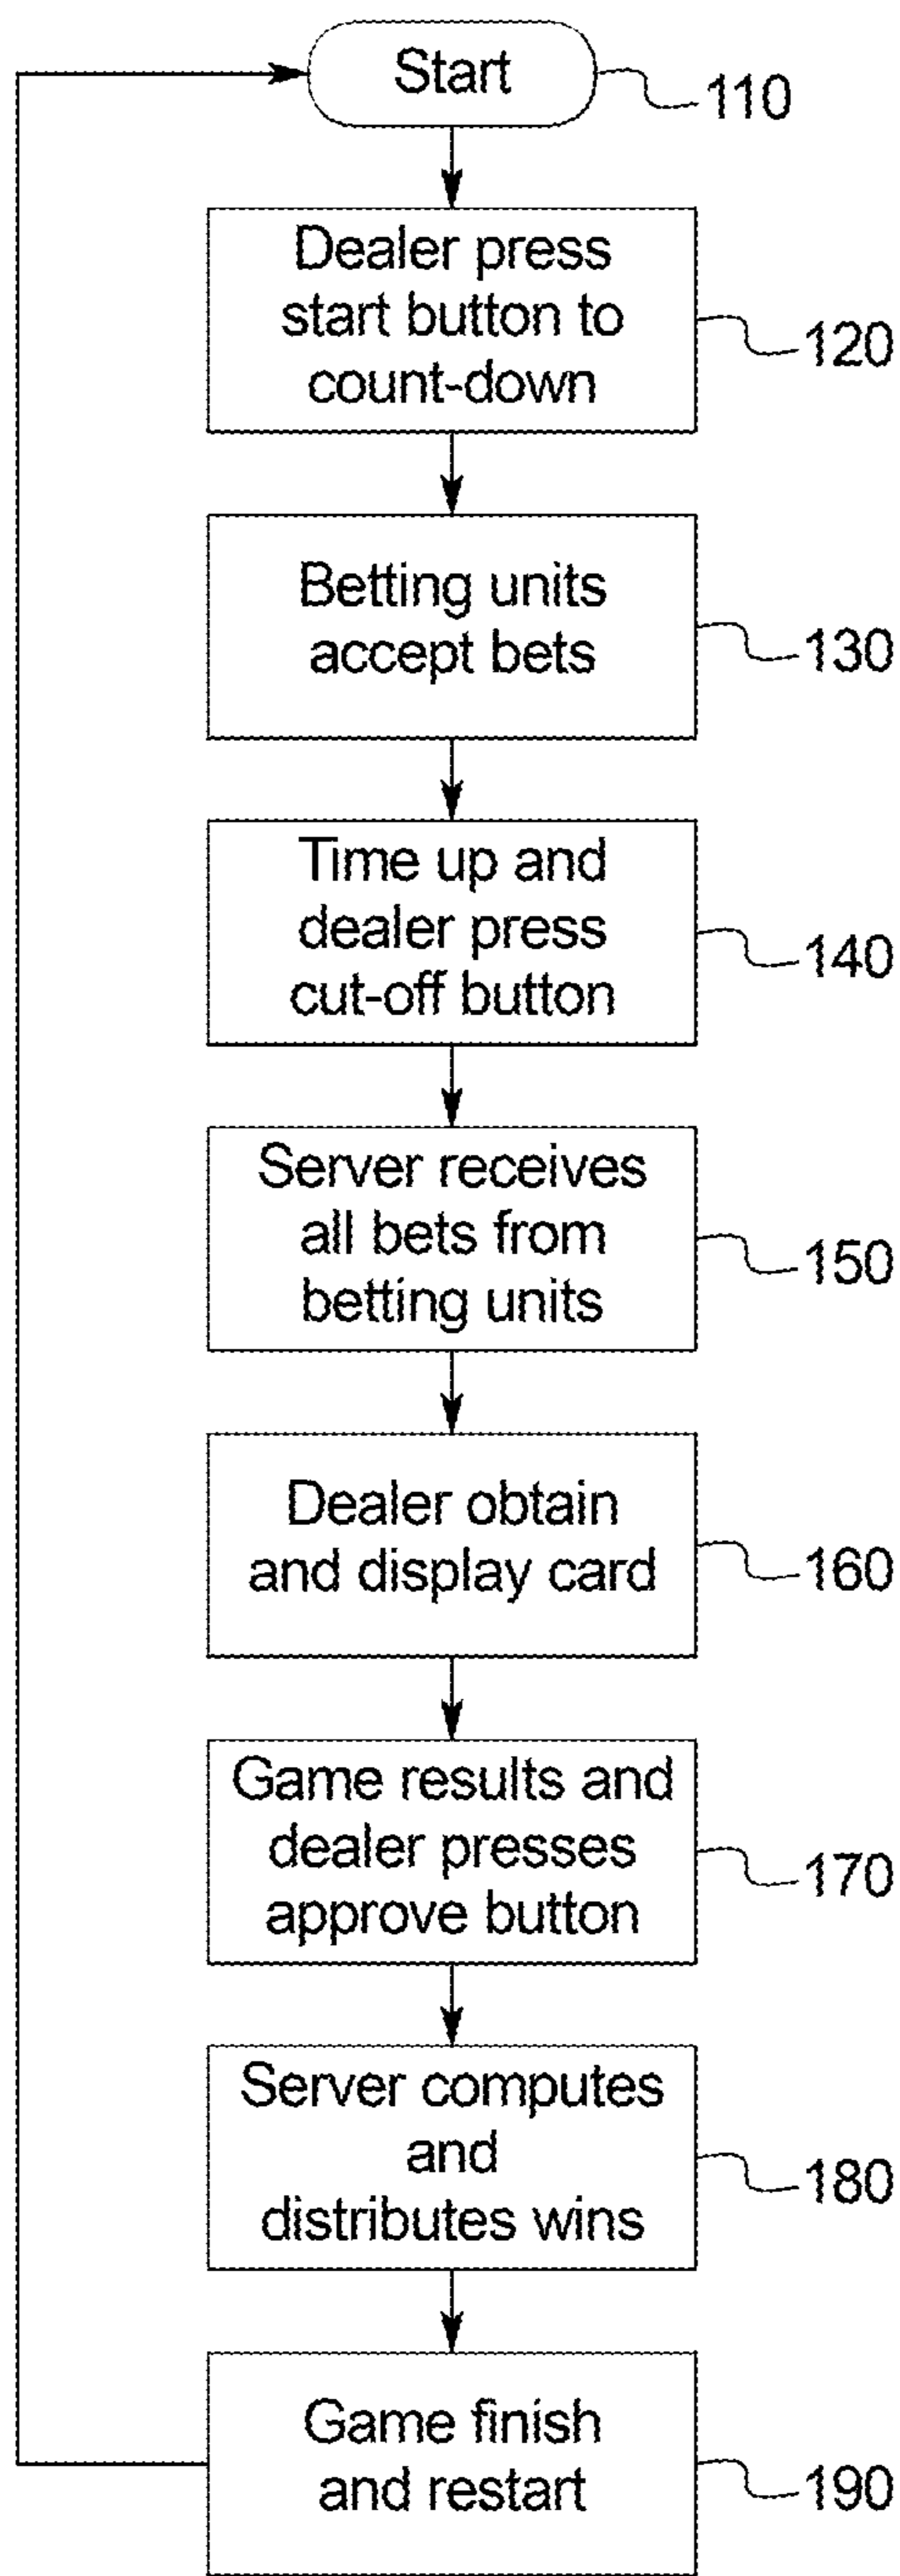 Start
110
Dealer press
start button to
count-down
120
Betting units
accept bets
130
Time up and
dealer press
cut-off button
140
Server receives
all bets from
betting units
150
Dealer obtain
and display card
160
Game results and
dealer presses
approve button
170
Server computes
and
distributes wins
180
Game finish
and restart
190